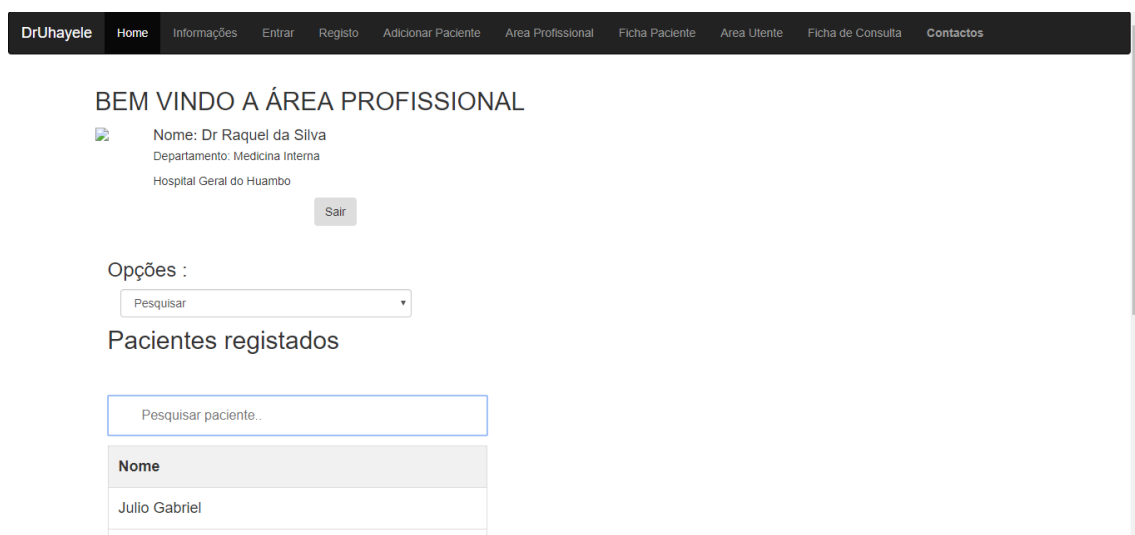 DrUhayele Home Informações Entrar Registo Adicionar Paciente Area Profissional Ficha Paciente Area Utente Ficha de Consulta Contactos
BEM VINDO A ÁREA PROFISSIONAL
Nome: Dr Raquel da Silva
Departamento: Medicina Interna
Hospital Geral do Huambo
Sair
Opções :
Pesquisar
Pacientes registados
Pesquisar paciente..
Nome
Julio Gabriel